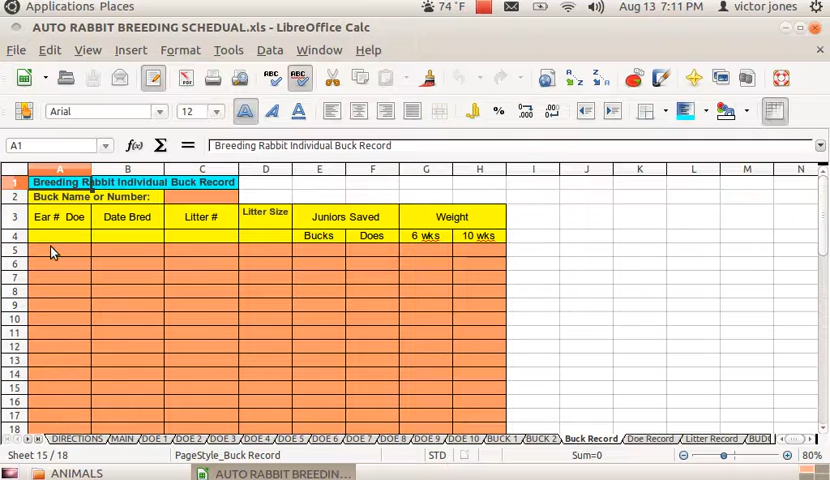 Applications Places 74 °F Aug 13 7:11 PM victor jones
AUTO RABBIT BREEDING SCHEDUAL.xls - LibreOffice Calc
File Edit View Insert Format Tools Data Window Help
Arial 12
A1 Breeding Rabbit Individual Buck Record
A B C D E F G H I J K L M N
1 Breeding Rabbit Individual Buck Record
2 Buck Name or Number:
3 Ear # Doe Date Bred Litter # Litter Size Juniors Saved Weight
4 Bucks Does 6 wks 10 wks
5
6
7
8
9
10
11
12
13
14
15
16
17
18
DIRECTIONS MAIN DOE 1 DOE 2 DOE 3 DOE 4 DOE 5 DOE 6 DOE 7 DOE 8 DOE 9 DOE 10 BUCK 1 BUCK 2 Buck Record Doe Record Litter Record
Sheet 15 / 18 PageStyle_Buck Record STD Sum=0 80%
ANIMALS AUTO RABBIT BREEDIN...